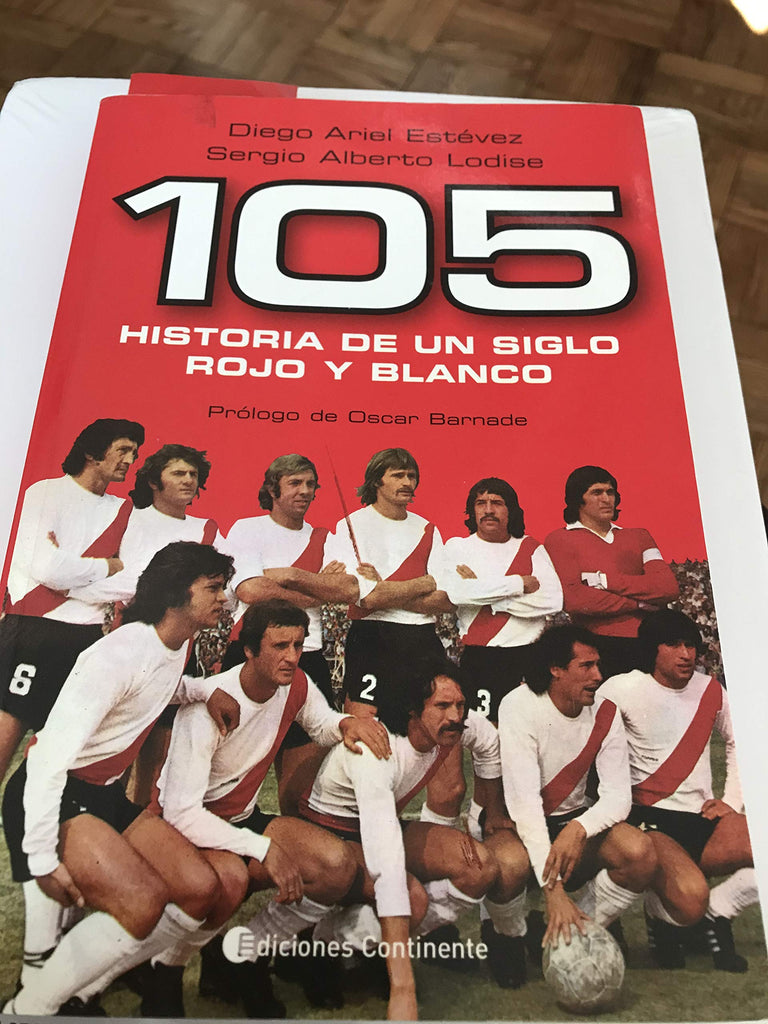 Diego Ariel Estévez
Sergio Alberto Lodise
105
HISTORIA DE UN SIGLO
ROJO Y BLANCO
Prólogo de Oscar Barnade
6
2
3
Ediciones Continente